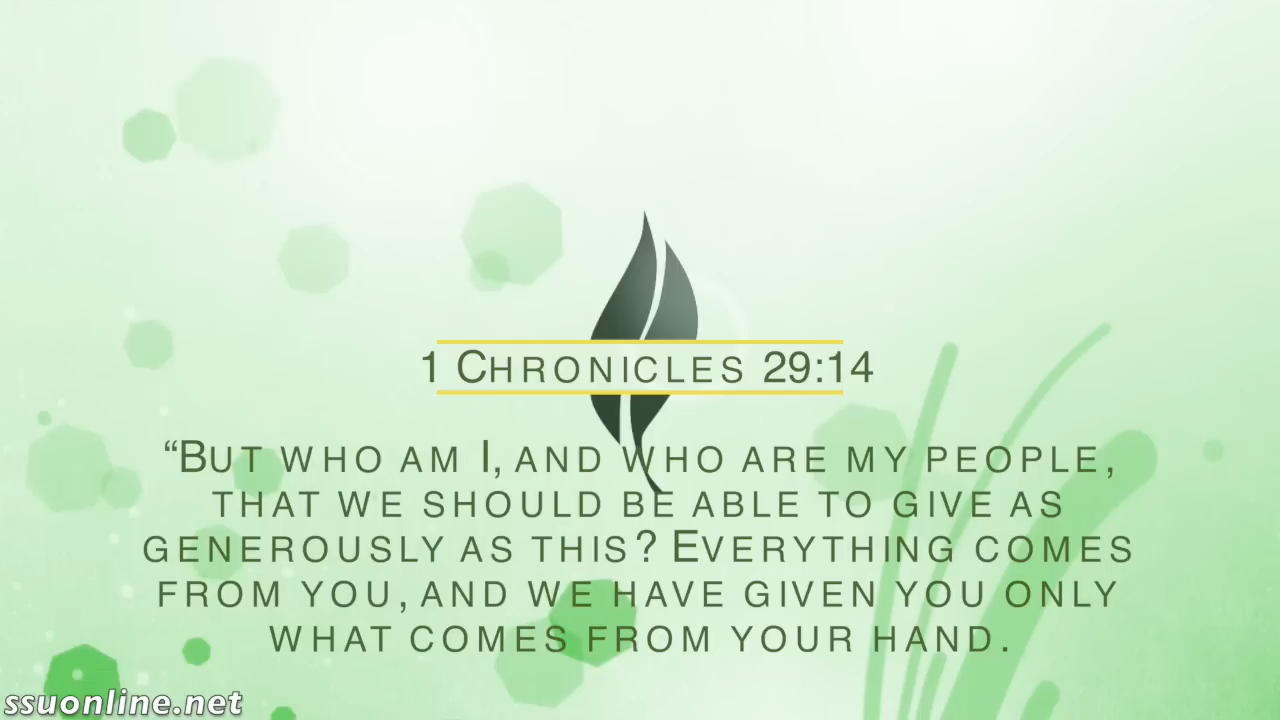 1 Chronicles 29:14
“But who am I, and who are my people,
that we should be able to give as
generously as this? Everything comes
from you, and we have given you only
what comes from your hand.
ssuonline.net